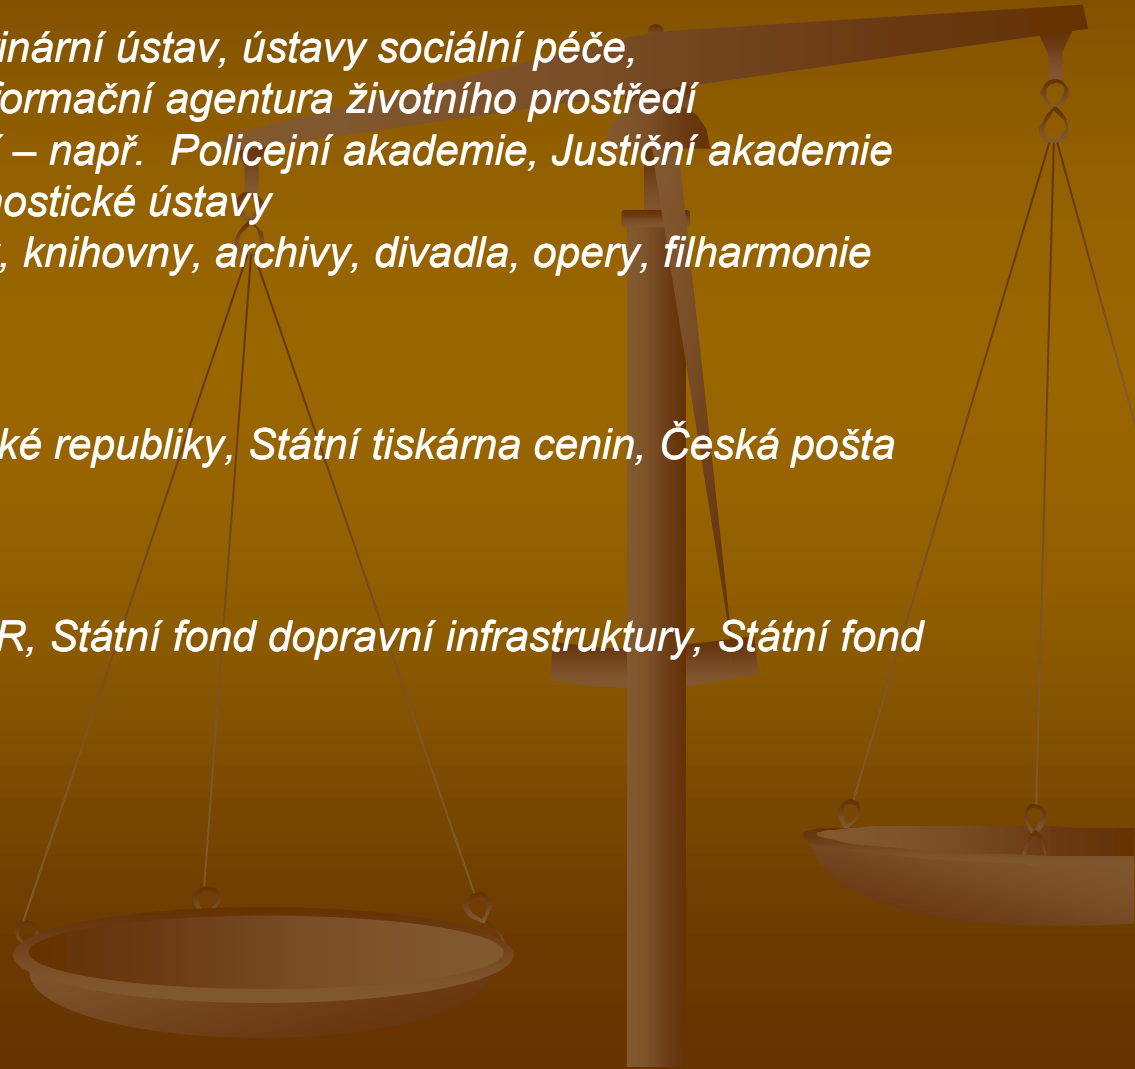 inární ústav, ústavy sociální péče,
formační agentura životního prostředí
– např. Policejní akademie, Justiční akademie
nostické ústavy
, knihovny, archivy, divadla, opery, filharmonie
ké republiky, Státní tiskárna cenin, Česká pošta
R, Státní fond dopravní infrastruktury, Státní fond